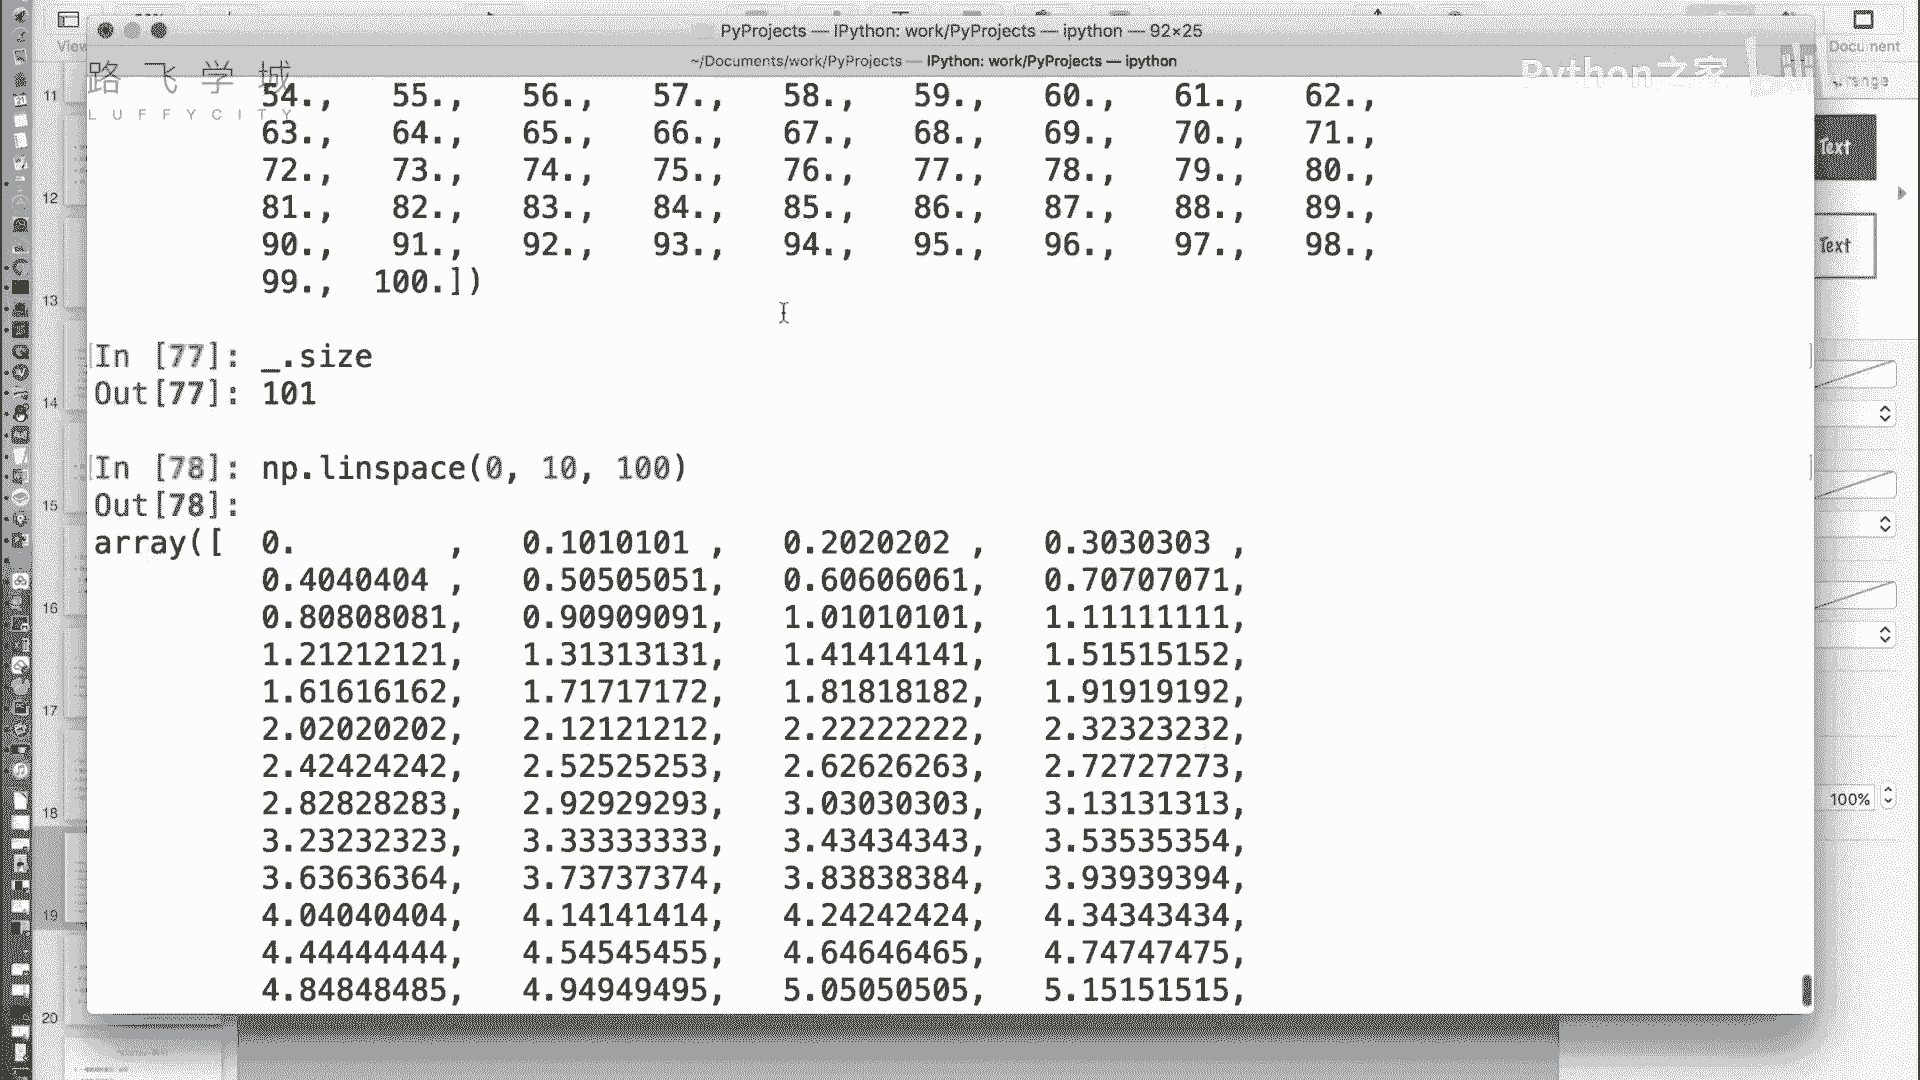 PyProjects — IPython: work/PyProjects — ipython — 92×25
~/Documents/work/PyProjects — IPython: work/PyProjects — ipython
View
Document
路飞学城
LUFFYCITY
Python之家
54., 55., 56., 57., 58., 59., 60., 61., 62.,
63., 64., 65., 66., 67., 68., 69., 70., 71.,
72., 73., 74., 75., 76., 77., 78., 79., 80.,
81., 82., 83., 84., 85., 86., 87., 88., 89.,
90., 91., 92., 93., 94., 95., 96., 97., 98.,
99., 100.])
In [77]: _.size
Out[77]: 101
In [78]: np.linspace(0, 10, 100)
Out[78]:
array([ 0. , 0.1010101 , 0.2020202 , 0.3030303 ,
0.4040404 , 0.50505051, 0.60606061, 0.70707071,
0.80808081, 0.90909091, 1.01010101, 1.11111111,
1.21212121, 1.31313131, 1.41414141, 1.51515152,
1.61616162, 1.71717172, 1.81818182, 1.91919192,
2.02020202, 2.12121212, 2.22222222, 2.32323232,
2.42424242, 2.52525253, 2.62626263, 2.72727273,
2.82828283, 2.92929293, 3.03030303, 3.13131313,
3.23232323, 3.33333333, 3.43434343, 3.53535354,
3.63636364, 3.73737374, 3.83838384, 3.93939394,
4.04040404, 4.14141414, 4.24242424, 4.34343434,
4.44444444, 4.54545455, 4.64646465, 4.74747475,
4.84848485, 4.94949495, 5.05050505, 5.15151515,
11
12
13
14
15
16
17
18
19
20
Text
Text
100%